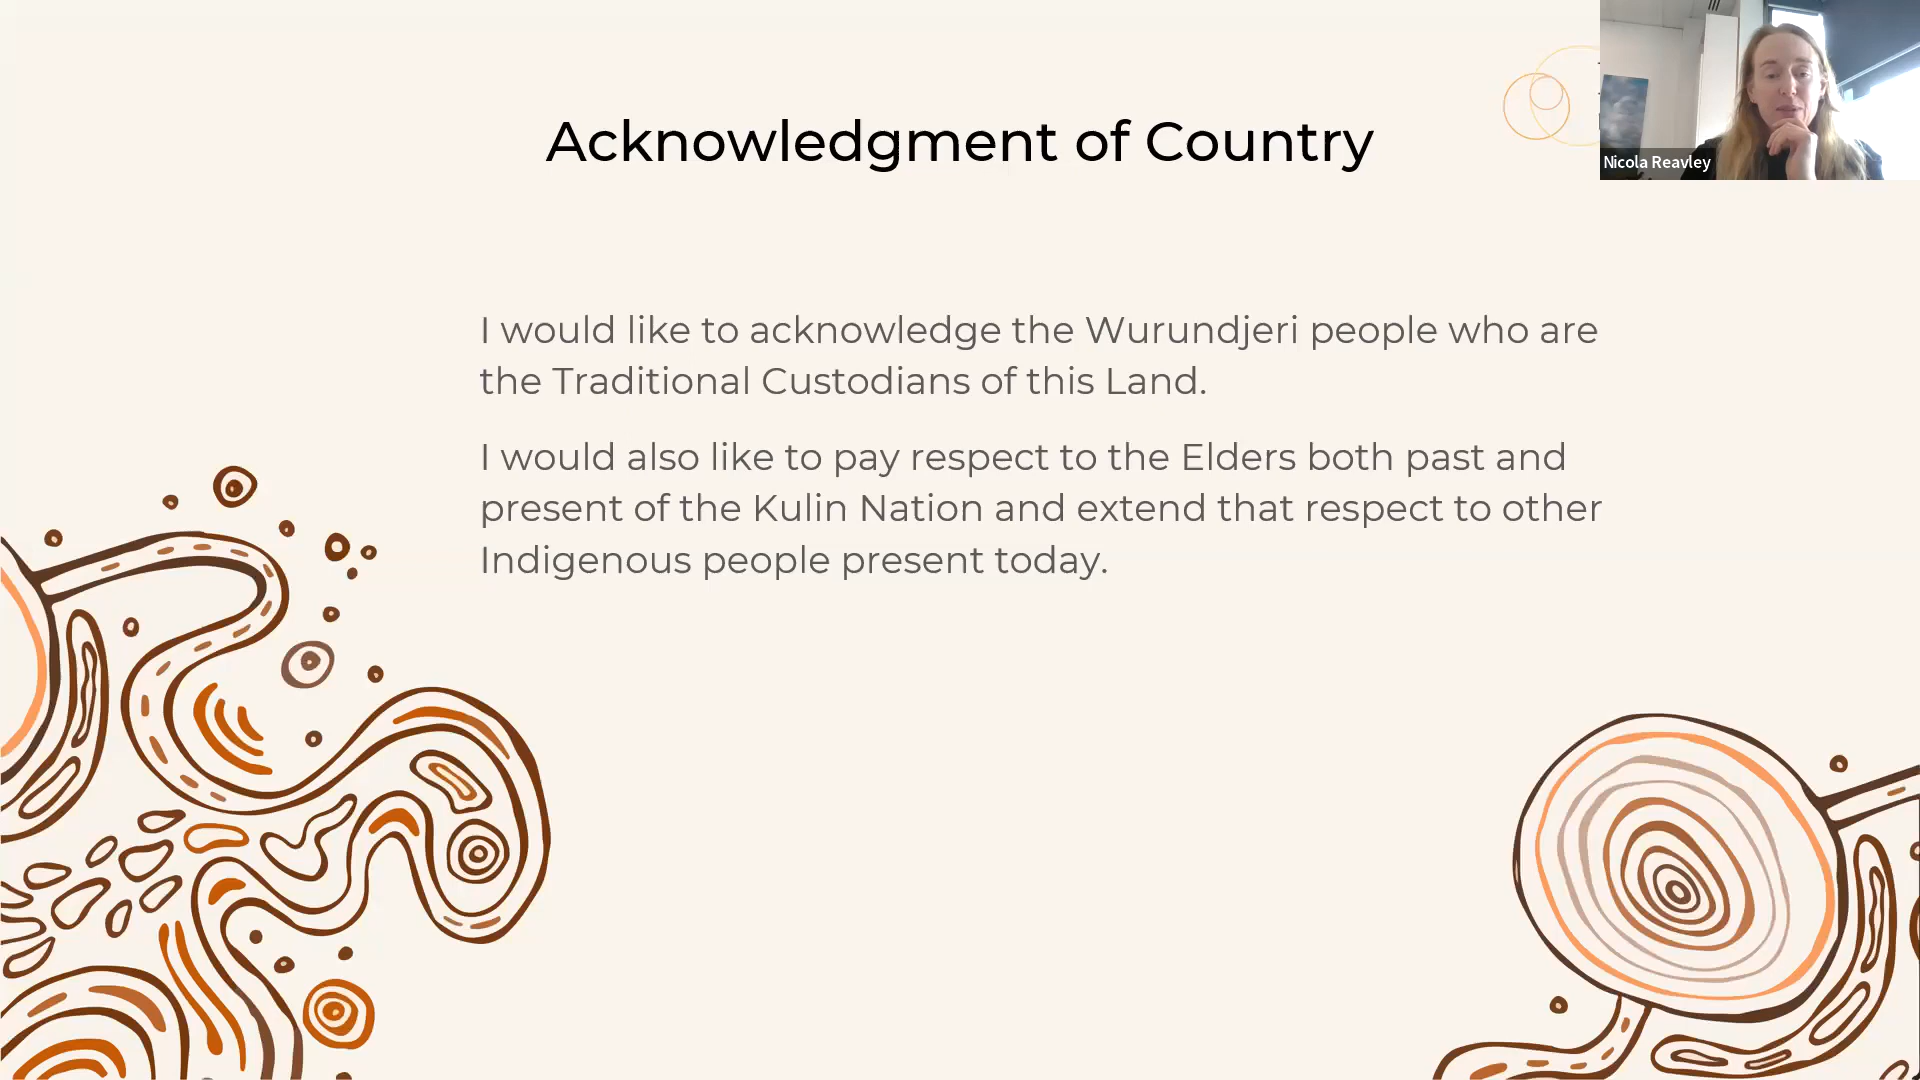 Acknowledgment of Country
Nicola Reavley
I would like to acknowledge the Wurundjeri people who are
the Traditional Custodians of this Land.
I would also like to pay respect to the Elders both past and
present of the Kulin Nation and extend that respect to other
Indigenous people present today.